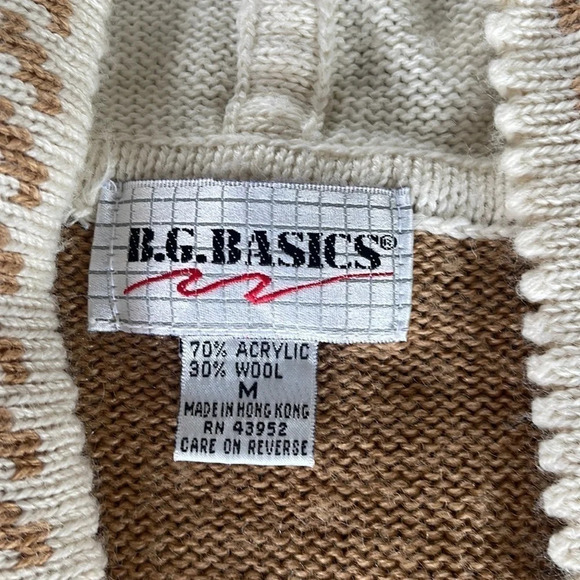 B.G.BASICS®
70% ACRYLIC
30% WOOL
M
MADE IN HONG KONG
RN 43952
CARE ON REVERSE